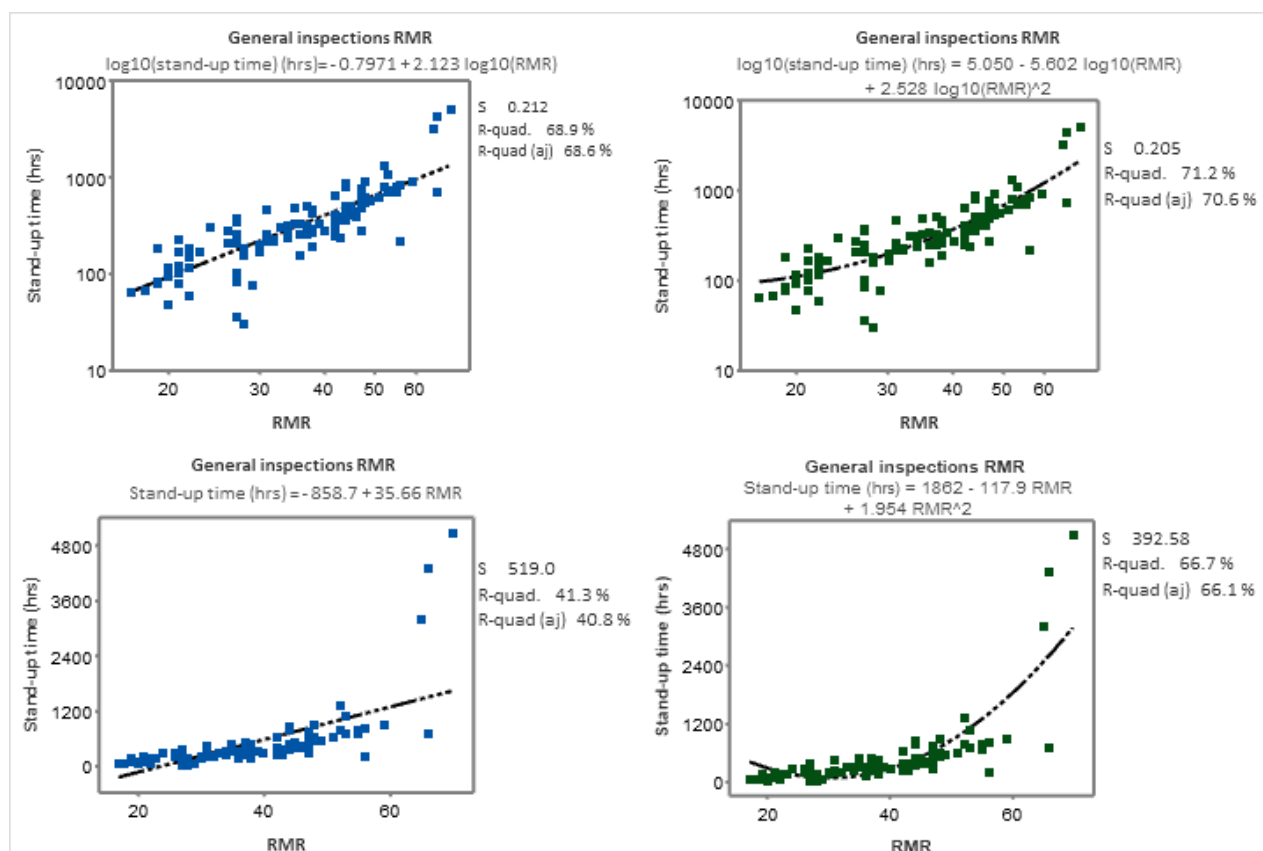 General inspections RMR
log10(stand-up time) (hrs)= - 0.7971 + 2.123 log10(RMR)
S 0.212
R-quad. 68.9 %
R-quad (aj) 68.6 %
Stand-up time (hrs)
10000
1000
100
10
20 30 40 50 60
RMR
General inspections RMR
log10(stand-up time) (hrs) = 5.050 - 5.602 log10(RMR)
+ 2.528 log10(RMR)^2
S 0.205
R-quad. 71.2 %
R-quad (aj) 70.6 %
Stand-up time (hrs)
10000
1000
100
10
20 30 40 50 60
RMR
General inspections RMR
Stand-up time (hrs) = -858.7 + 35.66 RMR
S 519.0
R-quad. 41.3 %
R-quad (aj) 40.8 %
Stand-up time (hrs)
4800
3600
2400
1200
0
20 40 60
RMR
General inspections RMR
Stand-up time (hrs) = 1862 - 117.9 RMR
+ 1.954 RMR^2
S 392.58
R-quad. 66.7 %
R-quad (aj) 66.1 %
Stand-up time (hrs)
4800
3600
2400
1200
0
20 40 60
RMR